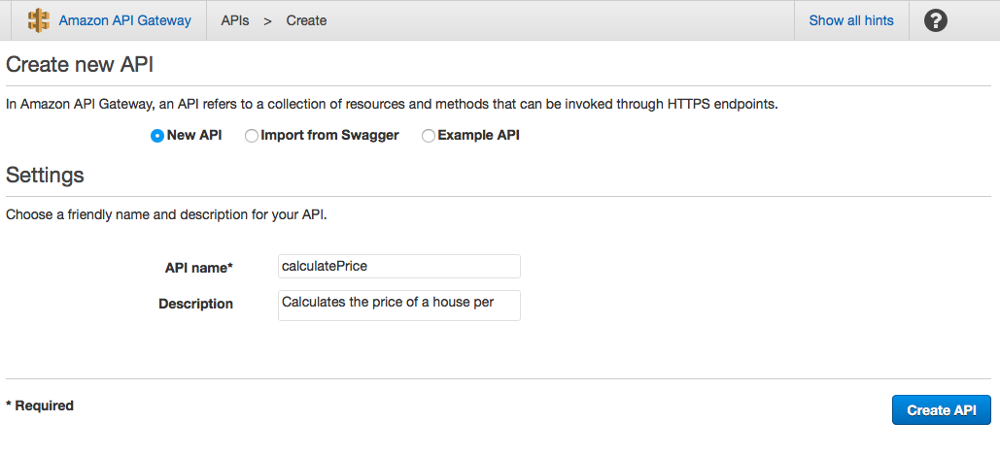 Amazon API Gateway APIs > Create Show all hints ?
Create new API
In Amazon API Gateway, an API refers to a collection of resources and methods that can be invoked through HTTPS endpoints.
New API Import from Swagger Example API
Settings
Choose a friendly name and description for your API.
API name* calculatePrice
Description Calculates the price of a house per
* Required Create API